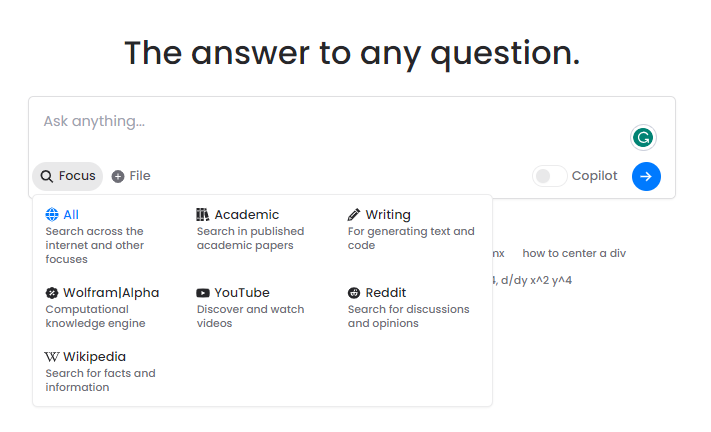 The answer to any question.
Ask anything...
Focus
File
Copilot
All
Search across the
internet and other
focuses
Academic
Search in published
academic papers
Writing
For generating text and
code
how to center a div
d/dy x^2 y^4
Wolfram|Alpha
Computational
knowledge engine
YouTube
Discover and watch
videos
Reddit
Search for discussions
and opinions
Wikipedia
Search for facts and
information